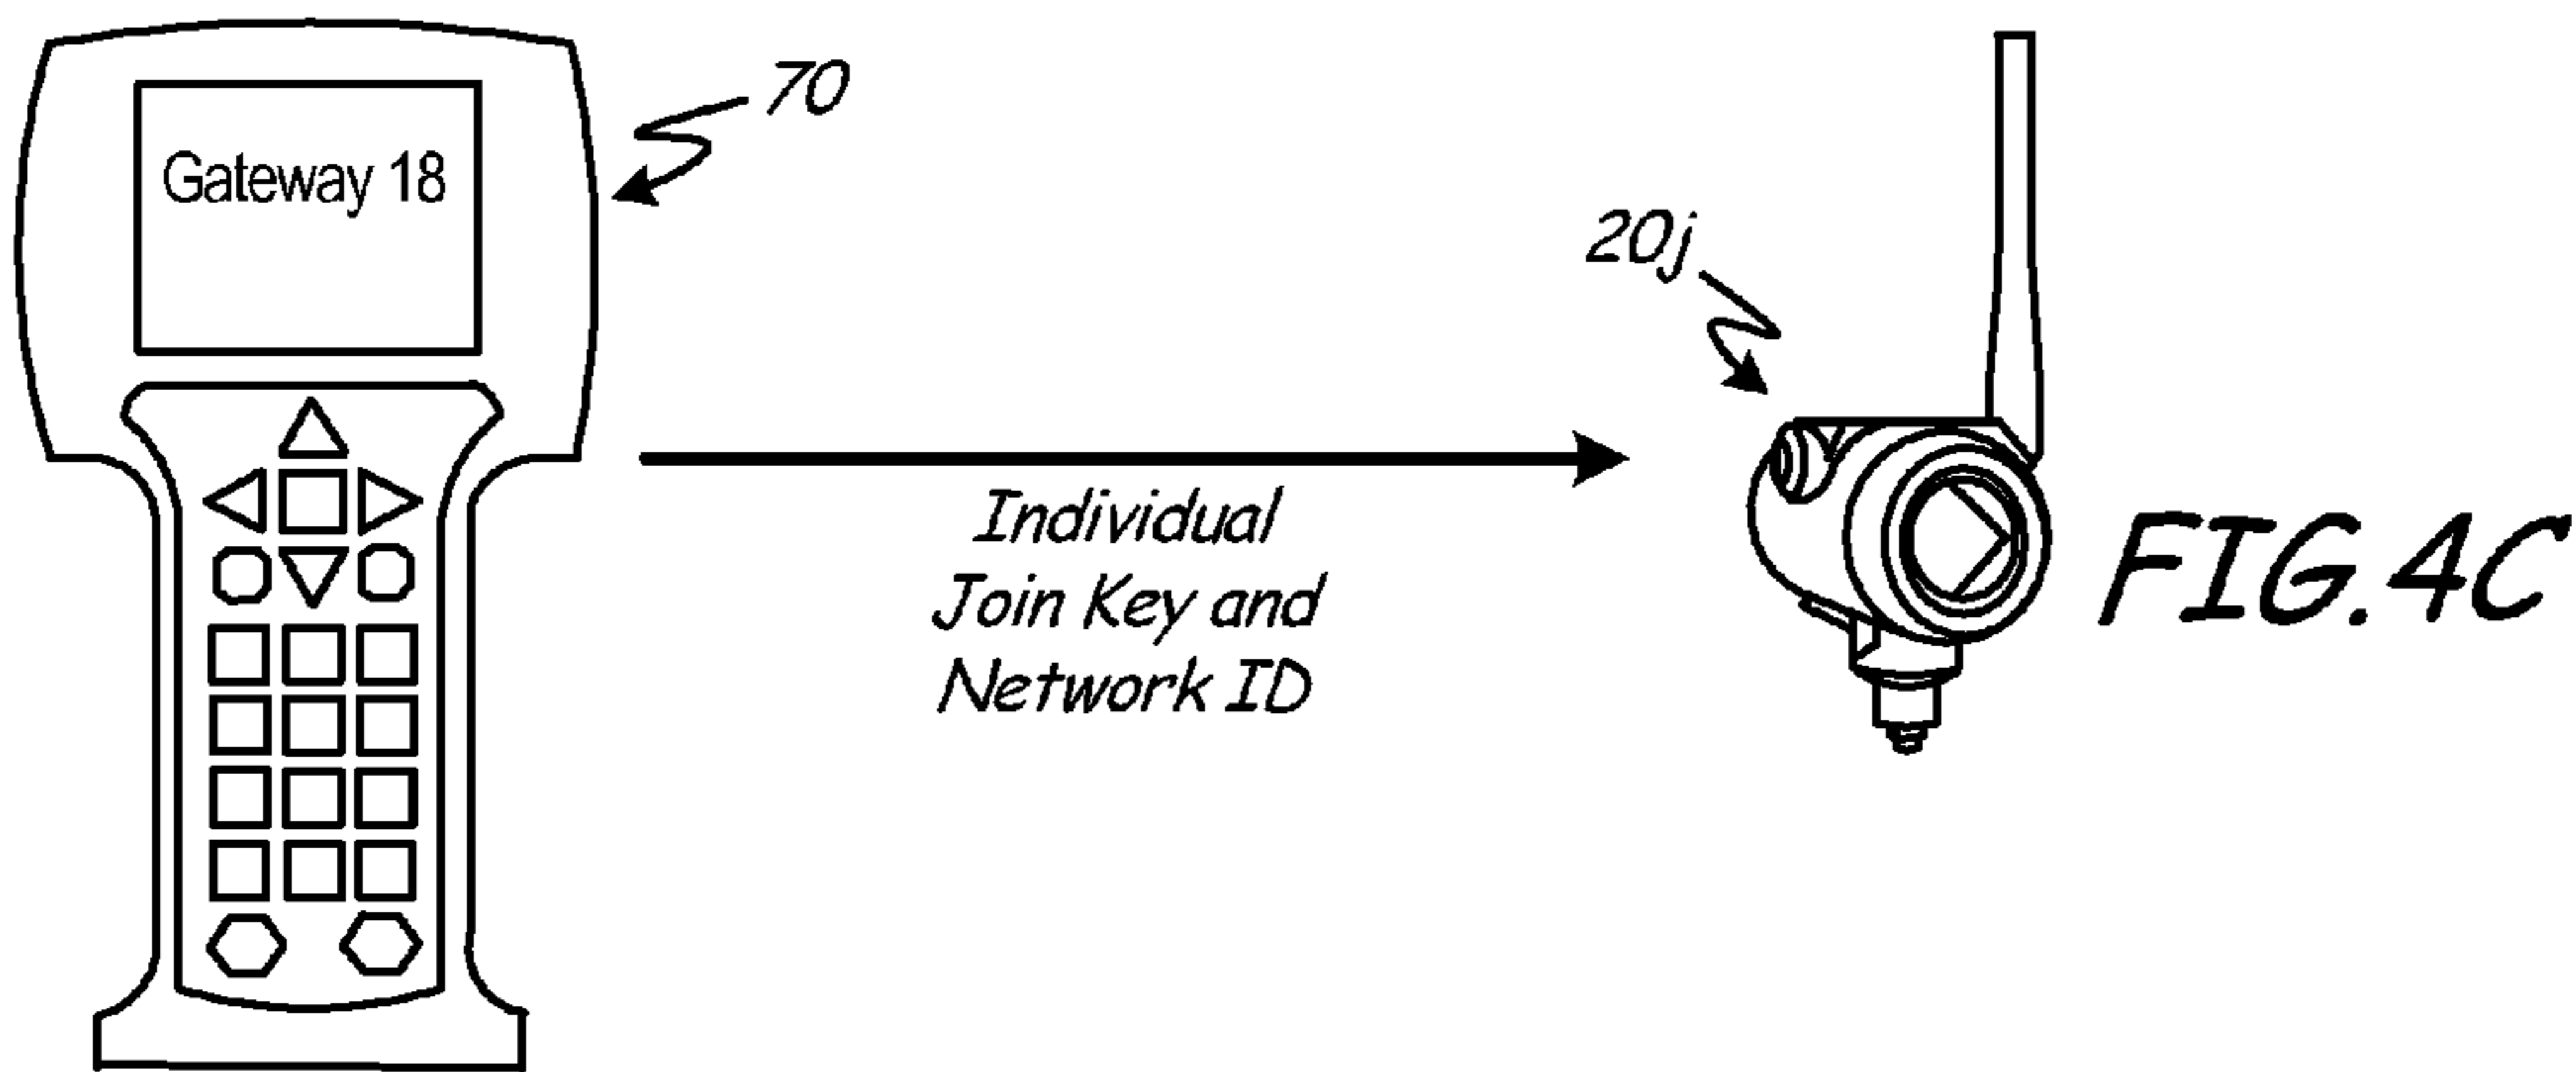 Gateway 18
70
20j
Individual
Join Key and
Network ID
FIG. 4C